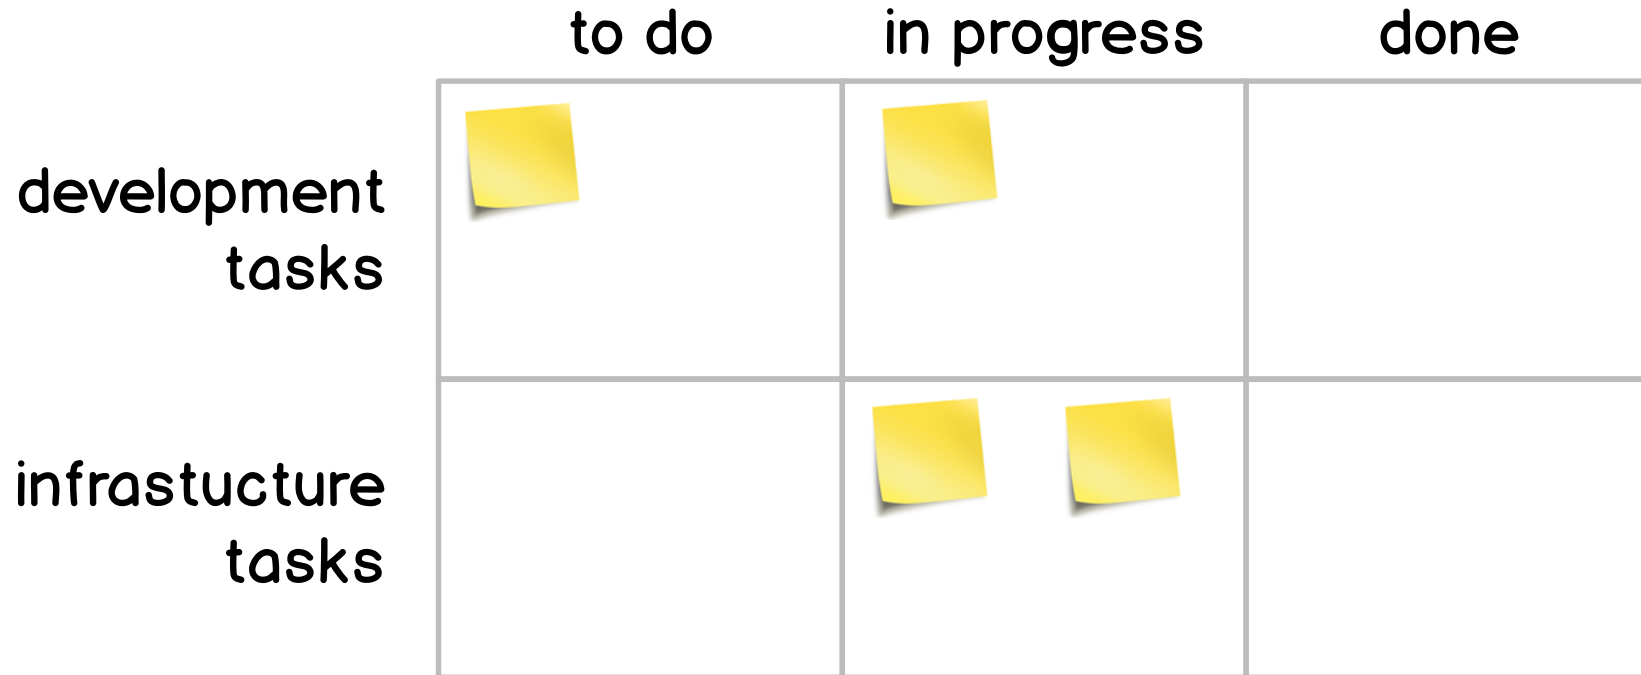 to do in progress done
development
tasks
infrastucture
tasks